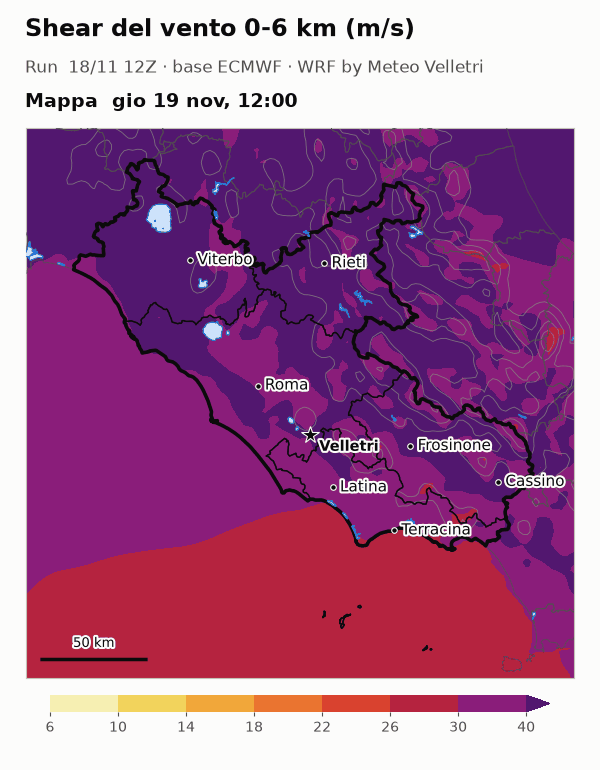 Shear del vento 0-6 km (m/s)
Run  18/11 12Z · base ECMWF · WRF by Meteo Velletri
Mappa  gio 19 nov, 12:00
Viterbo
Rieti
Roma
Velletri
Frosinone
Cassino
Latina
Terracina
50 km
6 10 14 18 22 26 30 40